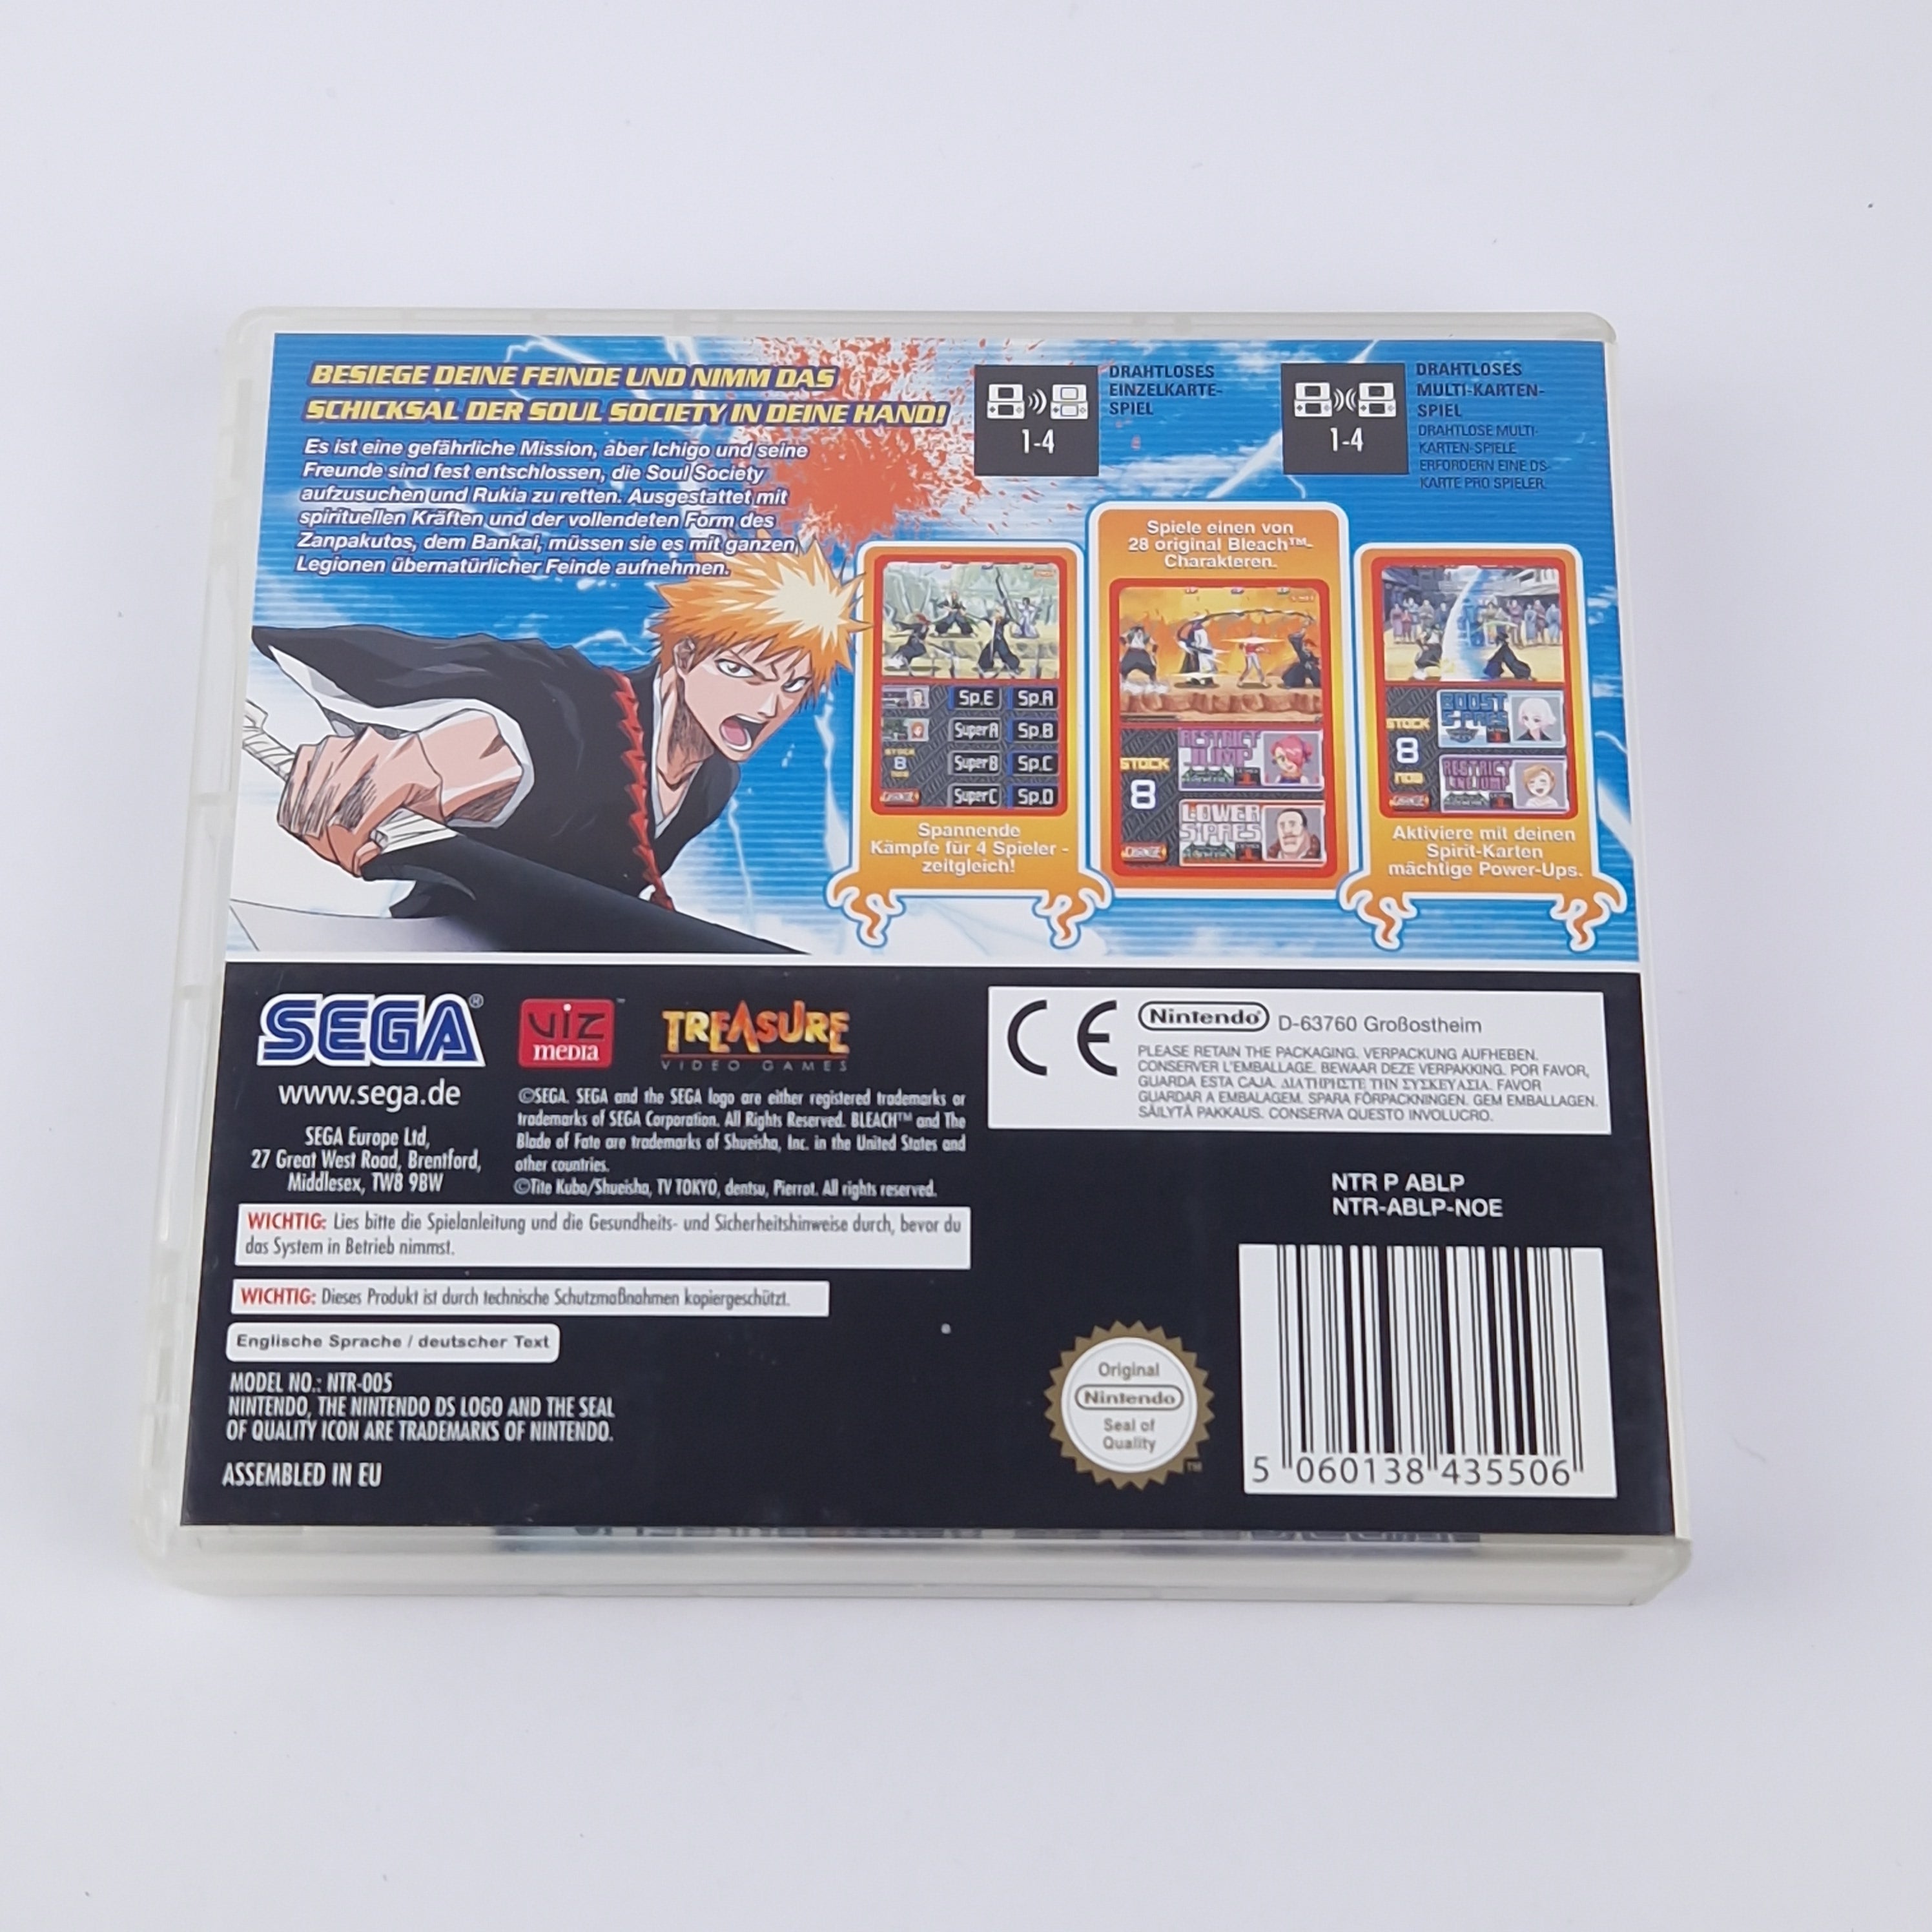 BESIEGE DEINE FEINDE UND NIMM DAS
SCHICKSAL DER SOUL SOCIETY IN DEINE HAND!
Es ist eine gefährliche Mission, aber Ichigo und seine
Freunde sind fest entschlossen, die Soul Society
aufzusuchen und Rukia zu retten. Ausgestattet mit
spirituellen Kräften und der vollendeten Form des
Zanpakutos, dem Bankai, müssen sie es mit ganzen
Legionen übernatürlicher Feinde aufnehmen.
1-4
DRAHTLOSES
EINZELKARTE-
SPIEL
1-4
DRAHTLOSES
MULTI-KARTEN-
SPIEL
DRAHTLOSE MULTI-
KARTEN-SPIELE
ERFORDERN EINE DS-
KARTE PRO SPIELER.
Sp.E Sp.A
SuperA Sp.B
SuperB Sp.C
SuperC Sp.D
STOCK
8
Spannende
Kämpfe für 4 Spieler -
zeitgleich!
Spiele einen von
28 original Bleach™-
Charakteren.
STOCK
8
RESTRICT
JUMP
LOWER
S-PRES
STOCK
8
BOOST
S-PRES
RESTRICT
Aktiviere mit deinen
Spirit-Karten
mächtige Power-Ups.
SEGA®
www.sega.de
SEGA Europe Ltd,
27 Great West Road, Brentford,
Middlesex, TW8 9BW
VIZ
MEDIA
™
TREASURE
VIDEO GAMES
©SEGA. SEGA and the SEGA logo are either registered trademarks or
trademarks of SEGA Corporation. All Rights Reserved. BLEACH™ and The
Blade of Fate are trademarks of Shueisha, Inc. in the United States and
other countries.
©Tite Kubo/Shueisha, TV TOKYO, dentsu, Pierrot. All rights reserved.
CE
Nintendo® D-63760 Großostheim
PLEASE RETAIN THE PACKAGING. VERPACKUNG AUFHEBEN.
CONSERVER L'EMBALLAGE. BEWAAR DEZE VERPAKKING. POR FAVOR,
GUARDA ESTA CAJA. ΔΙΑΤΗΡΗΣΤΕ ΤΗΝ ΣΥΣΚΕΥΑΣΙΑ. FAVOR
GUARDAR A EMBALAGEM. SPARA FÖRPACKNINGEN. GEM EMBALLAGEN.
SÄILYTÄ PAKKAUS. CONSERVA QUESTO INVOLUCRO.
WICHTIG: Lies bitte die Spielanleitung und die Gesundheits- und Sicherheitshinweise durch, bevor du
das System in Betrieb nimmst.
WICHTIG: Dieses Produkt ist durch technische Schutzmaßnahmen kopiergeschützt.
Englische Sprache / deutscher Text
MODEL NO.: NTR-005
NINTENDO, THE NINTENDO DS LOGO AND THE SEAL
OF QUALITY ICON ARE TRADEMARKS OF NINTENDO.
ASSEMBLED IN EU
Original
Nintendo
Seal of
Quality
™
NTR P ABLP
NTR-ABLP-NOE
5 060138 435506